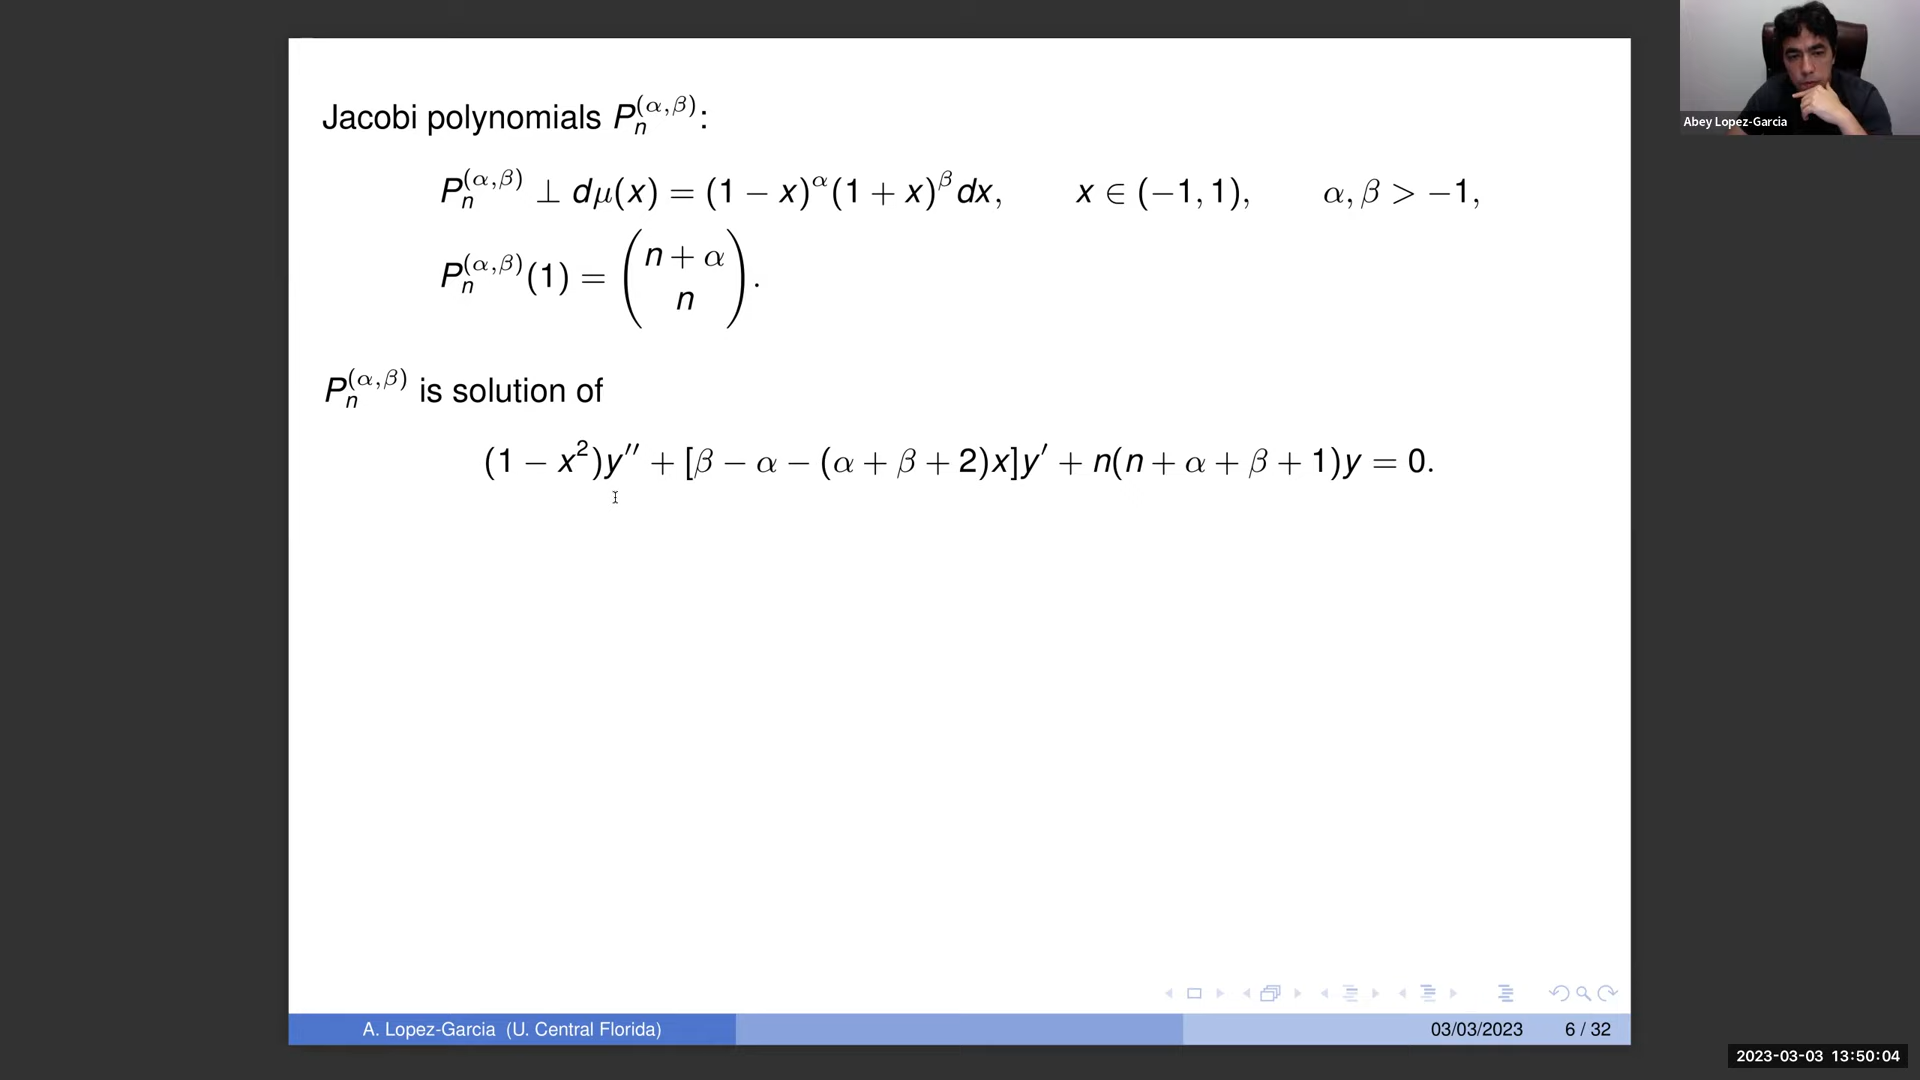 Jacobi polynomials P_n^{(α,β)}:
P_n^{(α,β)} ⊥ dμ(x) = (1 − x)^α(1 + x)^β dx,   x ∈ (−1, 1),   α, β > −1,
P_n^{(α,β)}(1) = \binom{n + α}{n}.
P_n^{(α,β)} is solution of
(1 − x^2)y′′ + [β − α − (α + β + 2)x]y′ + n(n + α + β + 1)y = 0.
A. Lopez-Garcia (U. Central Florida)   03/03/2023   6 / 32
Abey Lopez-Garcia
2023-03-03 13:50:04